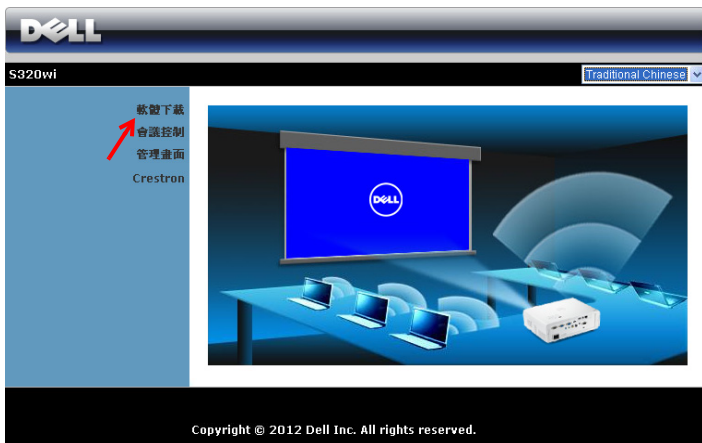 DELL
S320wi
Traditional Chinese
軟體下載
會議控制
管理畫面
Crestron
DELL
Copyright © 2012 Dell Inc. All rights reserved.